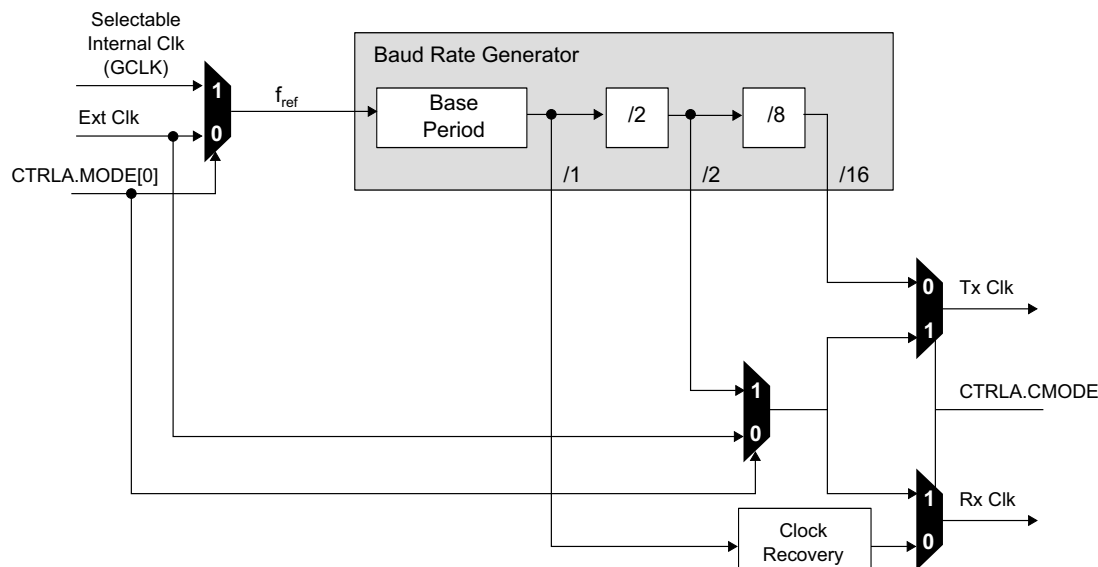 Selectable
Internal Clk
(GCLK)
Baud Rate Generator
1
f_ref
Base
Period
/2
/8
Ext Clk
0
CTRLA.MODE[0]
/1
/2
/16
0
Tx Clk
1
1
CTRLA.CMODE
0
1
Rx Clk
Clock
Recovery
0